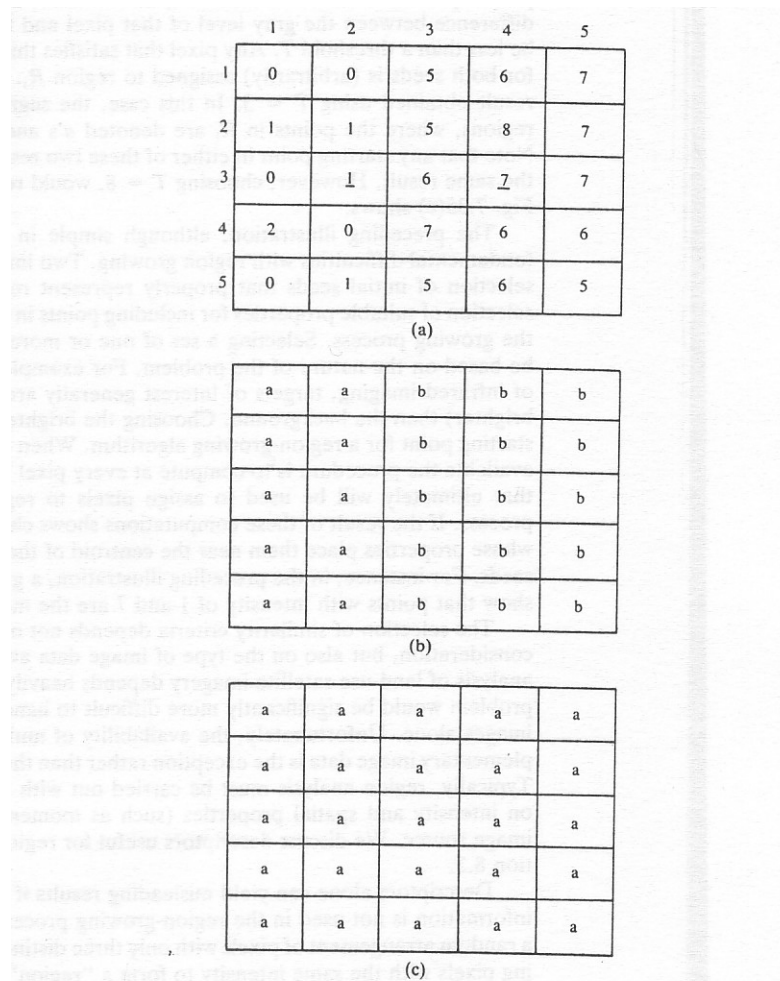 1 2 3 4 5
1 0 0 5 6 7
2 1 1 5 8 7
3 0 1 6 7 7
4 2 0 7 6 6
5 0 1 5 6 5
(a)
a a b b b
a a b b b
a a b b b
a a b b b
a a b b b
(b)
a a a a a
a a a a a
a a a a a
a a a a a
a a a a a
(c)